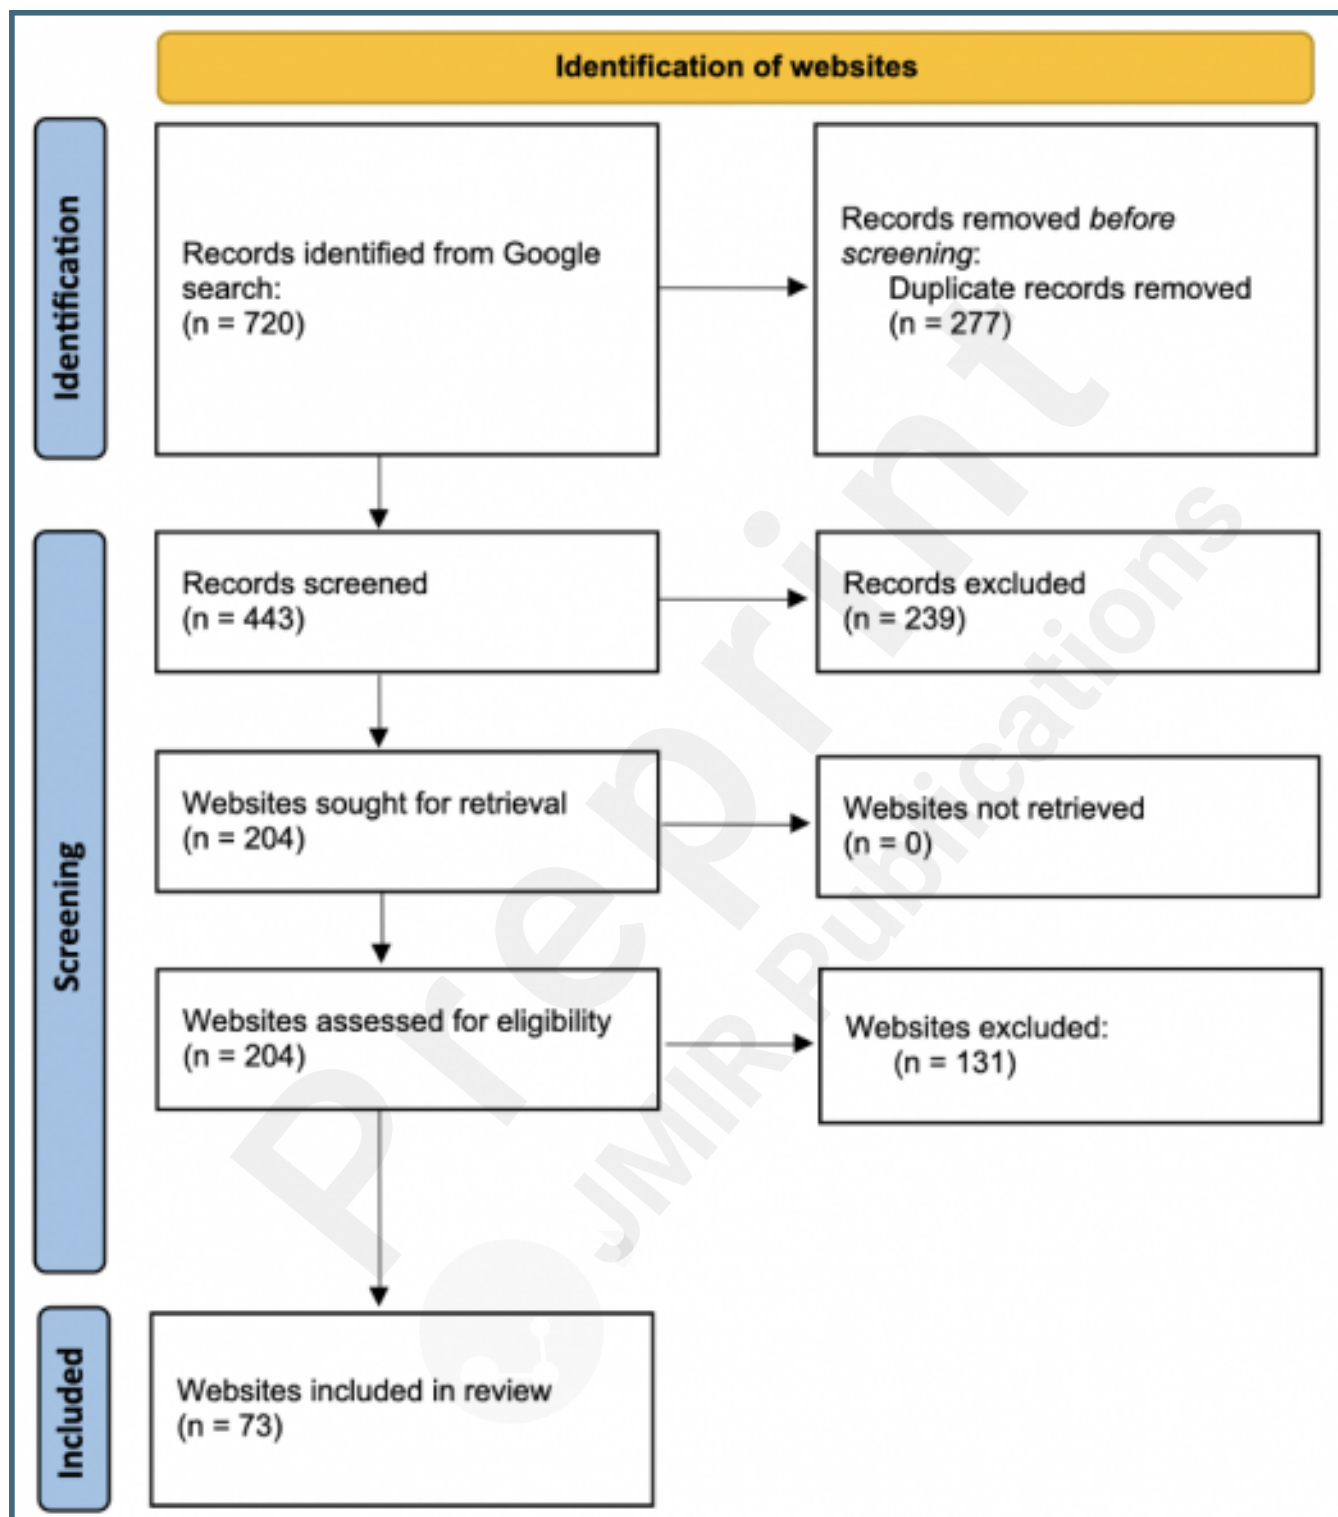 Identification of websites
Identification
Records identified from Google
search:
(n = 720)
Records removed before
screening:
Duplicate records removed
(n = 277)
Screening
Records screened
(n = 443)
Records excluded
(n = 239)
Websites sought for retrieval
(n = 204)
Websites not retrieved
(n = 0)
Websites assessed for eligibility
(n = 204)
Websites excluded:
(n = 131)
Included
Websites included in review
(n = 73)
Preprint
JMIR Publications